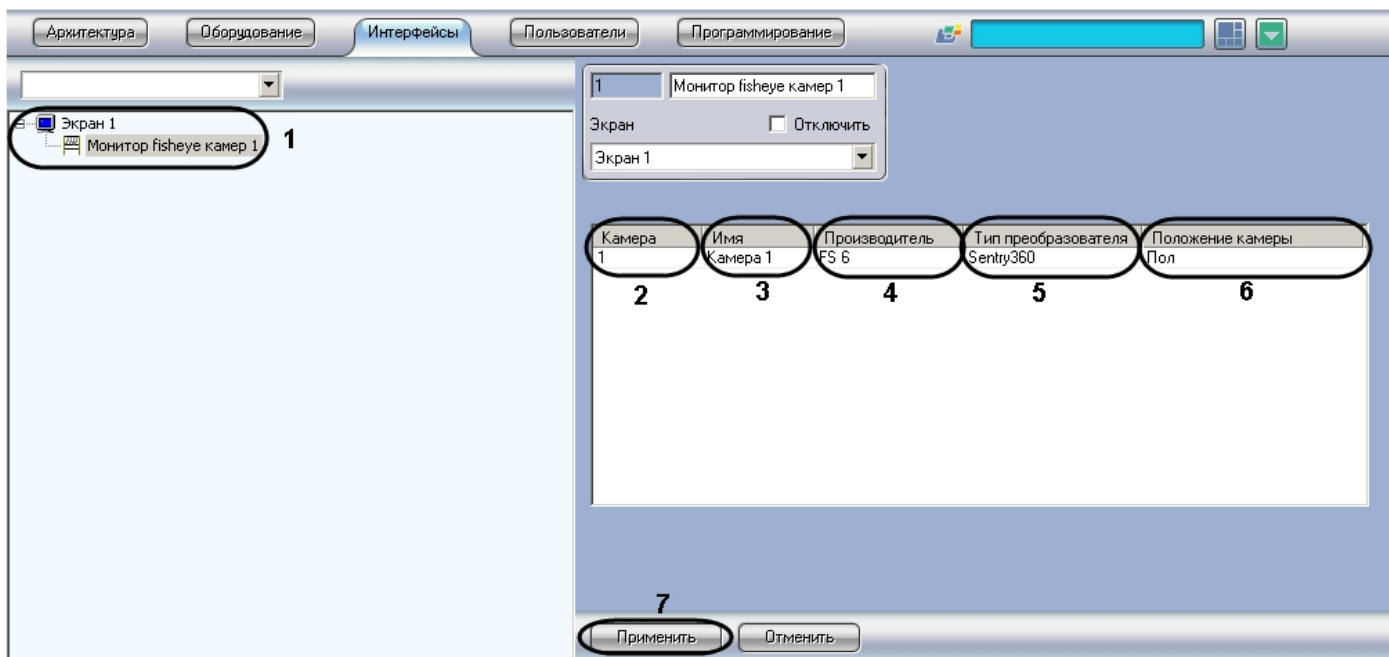 Архитектура Оборудование Интерфейсы Пользователи Программирование
Экран 1
Монитор fisheye камер 1
1
1 Монитор fisheye камер 1
Экран Отключить
Экран 1
Камера Имя Производитель Тип преобразователя Положение камеры
1 Камера 1 FS 6 Sentry360 Пол
2 3 4 5 6
7
Применить Отменить